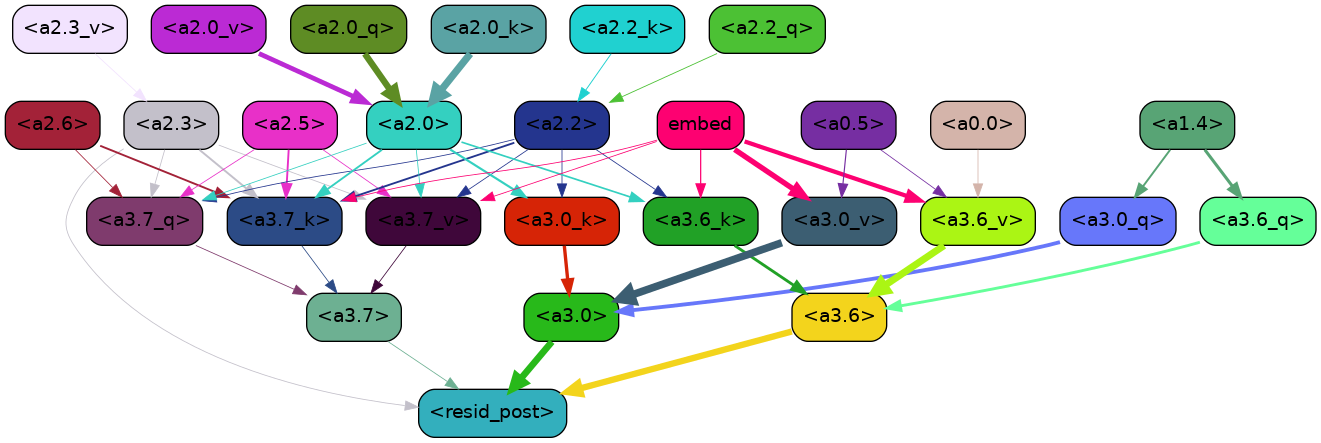 <a2.3_v> <a2.0_v> <a2.0_q> <a2.0_k> <a2.2_k> <a2.2_q>
<a2.6> <a2.3> <a2.5> <a2.0> <a2.2> embed <a0.5> <a0.0> <a1.4>
<a3.7_q> <a3.7_k> <a3.7_v> <a3.0_k> <a3.6_k> <a3.0_v> <a3.6_v> <a3.0_q> <a3.6_q>
<a3.7> <a3.0> <a3.6>
<resid_post>